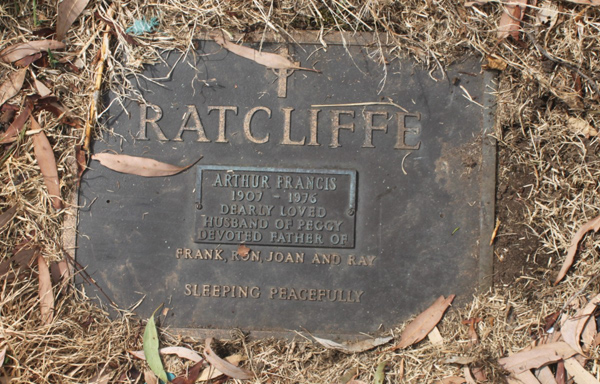 RATCLIFFE
ARTHUR FRANCIS
1907 - 1976
DEARLY LOVED
HUSBAND OF PEGGY
DEVOTED FATHER OF
FRANK, RON, JOAN AND RAY
SLEEPING PEACEFULLY